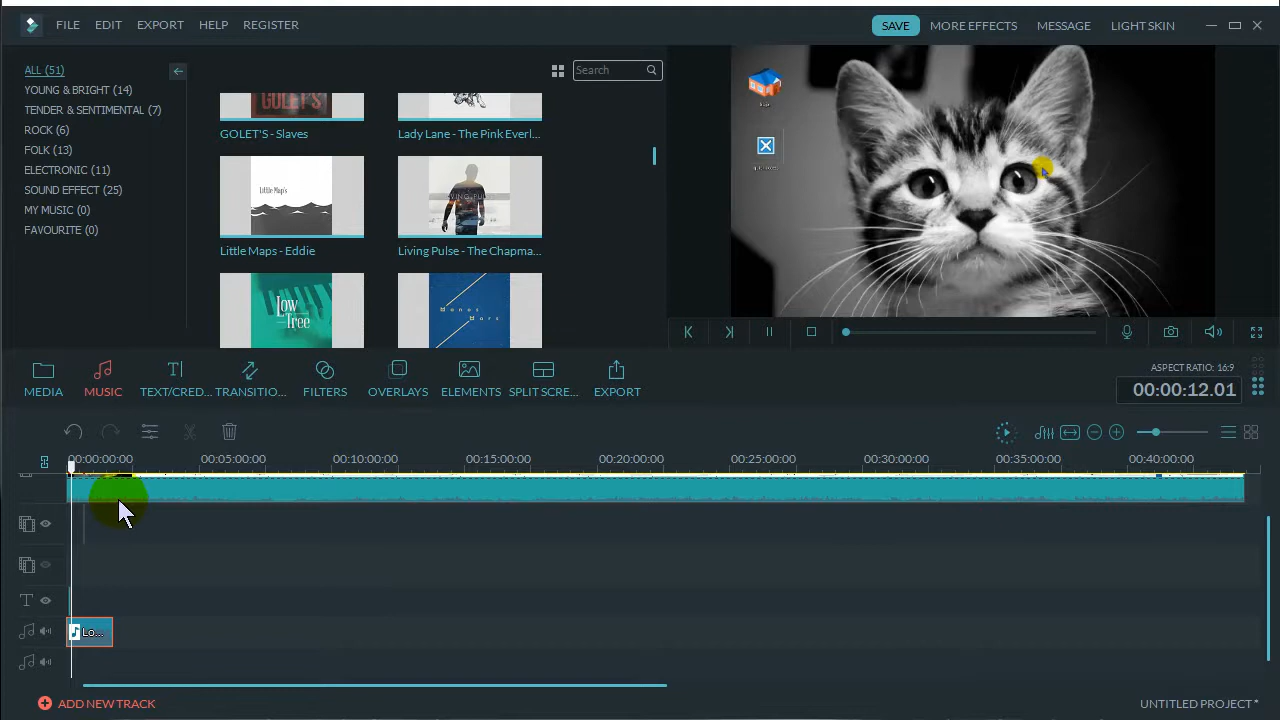 FILE EDIT EXPORT HELP REGISTER SAVE MORE EFFECTS MESSAGE LIGHT SKIN
ALL (51)
YOUNG & BRIGHT (14)
TENDER & SENTIMENTAL (7)
ROCK (6)
FOLK (13)
ELECTRONIC (11)
SOUND EFFECT (25)
MY MUSIC (0)
FAVOURITE (0)
Search
GOLET'S
GOLET'S - Slaves
Lady Lane - The Pink Everl...
Little Map's
Little Maps - Eddie
LIVING PULSE
Living Pulse - The Chapma...
Low
Tree
MEDIA MUSIC TEXT/CRED... TRANSITIO... FILTERS OVERLAYS ELEMENTS SPLIT SCRE... EXPORT
ASPECT RATIO: 16:9
00:00:12.01
00:00:00:00 00:05:00:00 00:10:00:00 00:15:00:00 00:20:00:00 00:25:00:00 00:30:00:00 00:35:00:00 00:40:00:00
T
Lo...
ADD NEW TRACK
UNTITLED PROJECT *